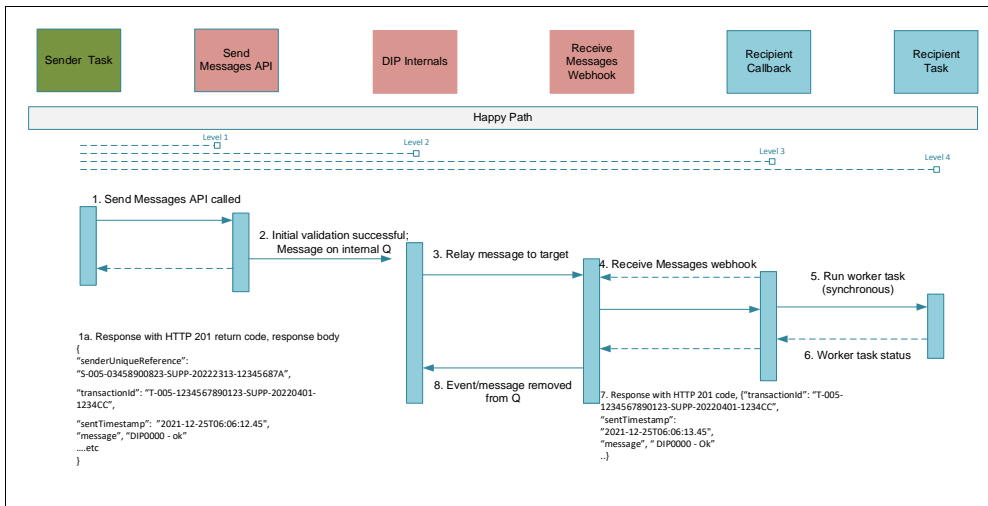 Sender Task
Send
Messages API
DIP Internals
Receive
Messages
Webhook
Recipient
Callback
Recipient
Task
Happy Path
Level 1
Level 2
Level 3
Level 4
1. Send Messages API called
2. Initial validation successful;
Message on internal Q
3. Relay message to target
4. Receive Messages webhook
5. Run worker task
(synchronous)
6. Worker task status
8. Event/message removed
from Q
1a. Response with HTTP 201 return code, response body
{
“senderUniqueReference”:
“S-005-03458900823-SUPP-20222313-12345687A”,
“transactionId”: “T-005-1234567890123-SUPP-20220401-
1234CC”,
“sentTimestamp”: ”2021-12-25T06:06:12.45",
“message”, “DIP0000 - ok”
….etc
}
7. Response with HTTP 201 code, {“transactionId”: “T-005-
1234567890123-SUPP-20220401-1234CC”,
“sentTimestamp":
”2021-12-25T06:06:13.45",
“message”, “ DIP0000 - Ok”
..}